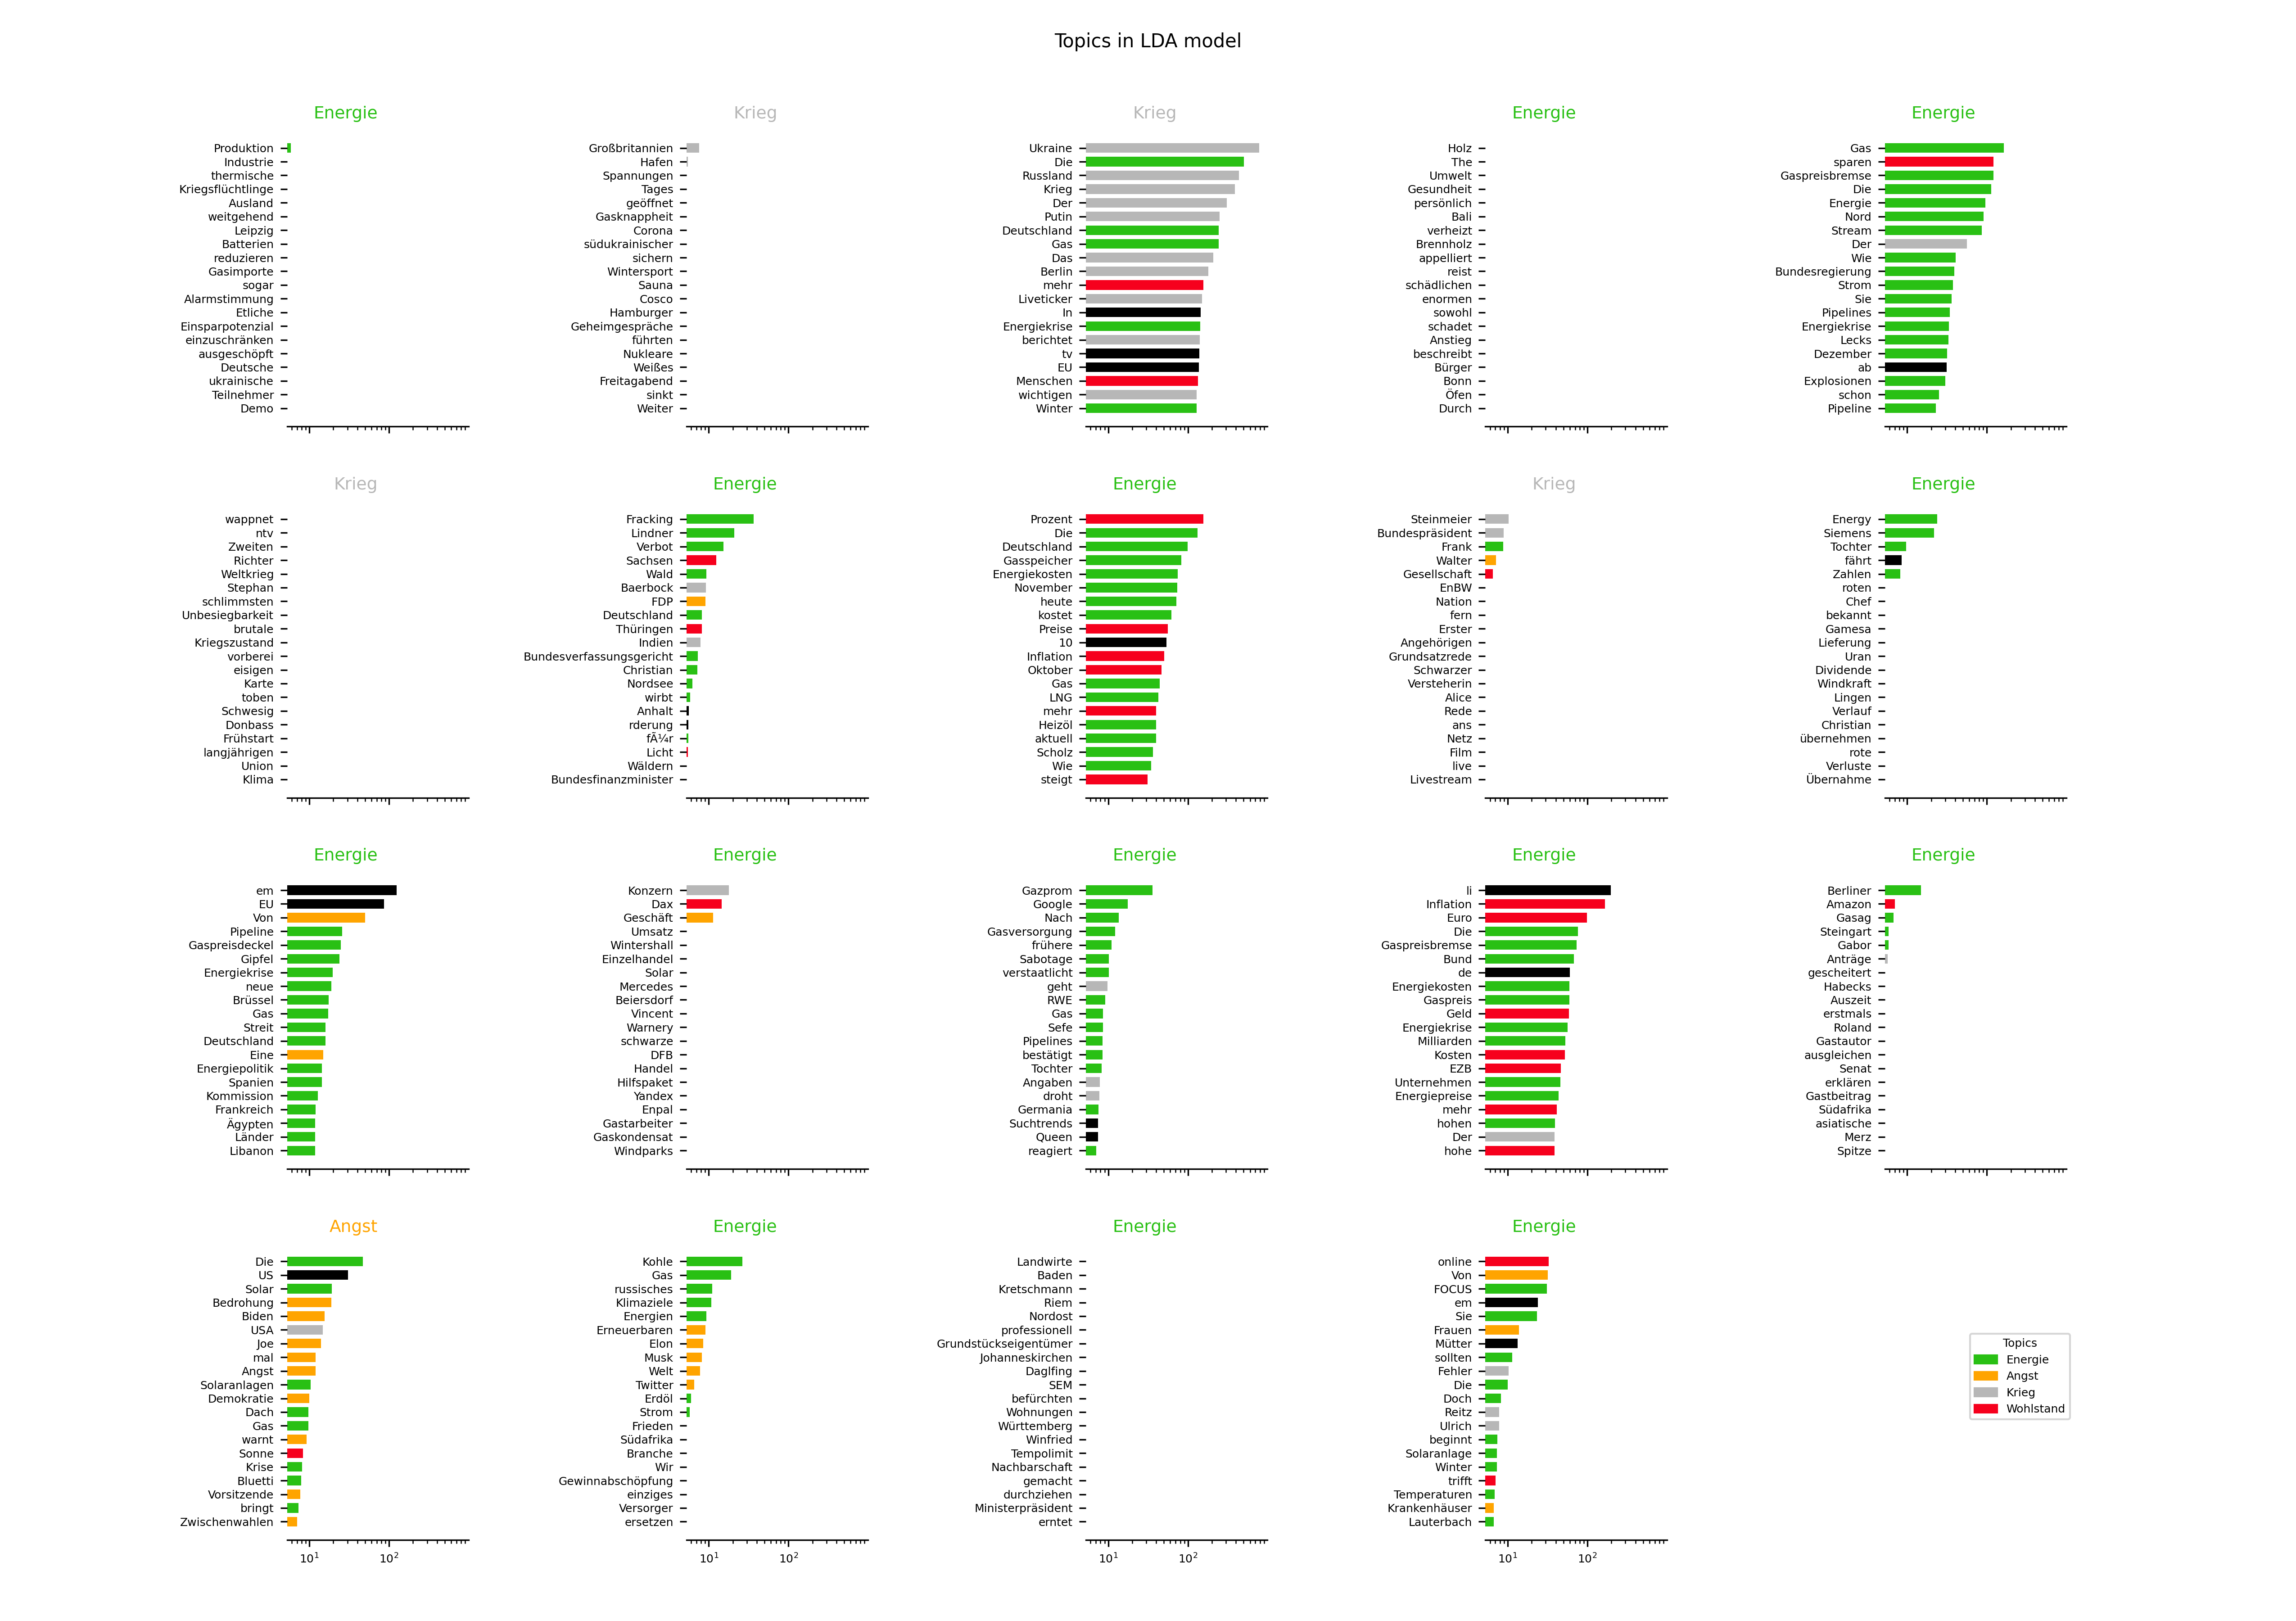 Topics in LDA model
Energie
Produktion
Industrie
thermische
Kriegsflüchtlinge
Ausland
weitgehend
Leipzig
Batterien
reduzieren
Gasimporte
sogar
Alarmstimmung
Etliche
Einsparpotenzial
einzuschränken
ausgeschöpft
Deutsche
ukrainische
Teilnehmer
Demo
Krieg
Großbritannien
Hafen
Spannungen
Tages
geöffnet
Gasknappheit
Corona
südukrainischer
sichern
Wintersport
Sauna
Cosco
Hamburger
Geheimgespräche
führten
Nukleare
Weißes
Freitagabend
sinkt
Weiter
Krieg
Ukraine
Die
Russland
Krieg
Der
Putin
Deutschland
Gas
Das
Berlin
mehr
Liveticker
In
Energiekrise
berichtet
tv
EU
Menschen
wichtigen
Winter
Energie
Holz
The
Umwelt
Gesundheit
persönlich
Bali
verheizt
Brennholz
appelliert
reist
schädlichen
enormen
sowohl
schadet
Anstieg
beschreibt
Bürger
Bonn
Öfen
Durch
Energie
Gas
sparen
Gaspreisbremse
Die
Energie
Nord
Stream
Der
Wie
Bundesregierung
Strom
Sie
Pipelines
Energiekrise
Lecks
Dezember
ab
Explosionen
schon
Pipeline
Krieg
wappnet
ntv
Zweiten
Richter
Weltkrieg
Stephan
schlimmsten
Unbesiegbarkeit
brutale
Kriegszustand
vorberei
eisigen
Karte
toben
Schwesig
Donbass
Frühstart
langjährigen
Union
Klima
Energie
Fracking
Lindner
Verbot
Sachsen
Wald
Baerbock
FDP
Deutschland
Thüringen
Indien
Bundesverfassungsgericht
Christian
Nordsee
wirbt
Anhalt
rderung
fÃ¼r
Licht
Wäldern
Bundesfinanzminister
Energie
Prozent
Die
Deutschland
Gasspeicher
Energiekosten
November
heute
kostet
Preise
10
Inflation
Oktober
Gas
LNG
mehr
Heizöl
aktuell
Scholz
Wie
steigt
Krieg
Steinmeier
Bundespräsident
Frank
Walter
Gesellschaft
EnBW
Nation
fern
Erster
Angehörigen
Grundsatzrede
Schwarzer
Versteherin
Alice
Rede
ans
Netz
Film
live
Livestream
Energie
Energy
Siemens
Tochter
fährt
Zahlen
roten
Chef
bekannt
Gamesa
Lieferung
Uran
Dividende
Windkraft
Lingen
Verlauf
Christian
übernehmen
rote
Verluste
Übernahme
Energie
em
EU
Von
Pipeline
Gaspreisdeckel
Gipfel
Energiekrise
neue
Brüssel
Gas
Streit
Deutschland
Eine
Energiepolitik
Spanien
Kommission
Frankreich
Ägypten
Länder
Libanon
Energie
Konzern
Dax
Geschäft
Umsatz
Wintershall
Einzelhandel
Solar
Mercedes
Beiersdorf
Vincent
Warnery
schwarze
DFB
Handel
Hilfspaket
Yandex
Enpal
Gastarbeiter
Gaskondensat
Windparks
Energie
Gazprom
Google
Nach
Gasversorgung
frühere
Sabotage
verstaatlicht
geht
RWE
Gas
Sefe
Pipelines
bestätigt
Tochter
Angaben
droht
Germania
Suchtrends
Queen
reagiert
Energie
li
Inflation
Euro
Die
Gaspreisbremse
Bund
de
Energiekosten
Gaspreis
Geld
Energiekrise
Milliarden
Kosten
EZB
Unternehmen
Energiepreise
mehr
hohen
Der
hohe
Energie
Berliner
Amazon
Gasag
Steingart
Gabor
Anträge
gescheitert
Habecks
Auszeit
erstmals
Roland
Gastautor
ausgleichen
Senat
erklären
Gastbeitrag
Südafrika
asiatische
Merz
Spitze
Angst
Die
US
Solar
Bedrohung
Biden
USA
Joe
mal
Angst
Solaranlagen
Demokratie
Dach
Gas
warnt
Sonne
Krise
Bluetti
Vorsitzende
bringt
Zwischenwahlen
10¹ 10²
Energie
Kohle
Gas
russisches
Klimaziele
Energien
Erneuerbaren
Elon
Musk
Welt
Twitter
Erdöl
Strom
Frieden
Südafrika
Branche
Wir
Gewinnabschöpfung
einziges
Versorger
ersetzen
10¹ 10²
Energie
Landwirte
Baden
Kretschmann
Riem
Nordost
professionell
Grundstückseigentümer
Johanneskirchen
Daglfing
SEM
befürchten
Wohnungen
Württemberg
Winfried
Tempolimit
Nachbarschaft
gemacht
durchziehen
Ministerpräsident
erntet
10¹ 10²
Energie
online
Von
FOCUS
em
Sie
Frauen
Mütter
sollten
Fehler
Die
Doch
Reitz
Ulrich
beginnt
Solaranlage
Winter
trifft
Temperaturen
Krankenhäuser
Lauterbach
10¹ 10²
Topics
Energie
Angst
Krieg
Wohlstand